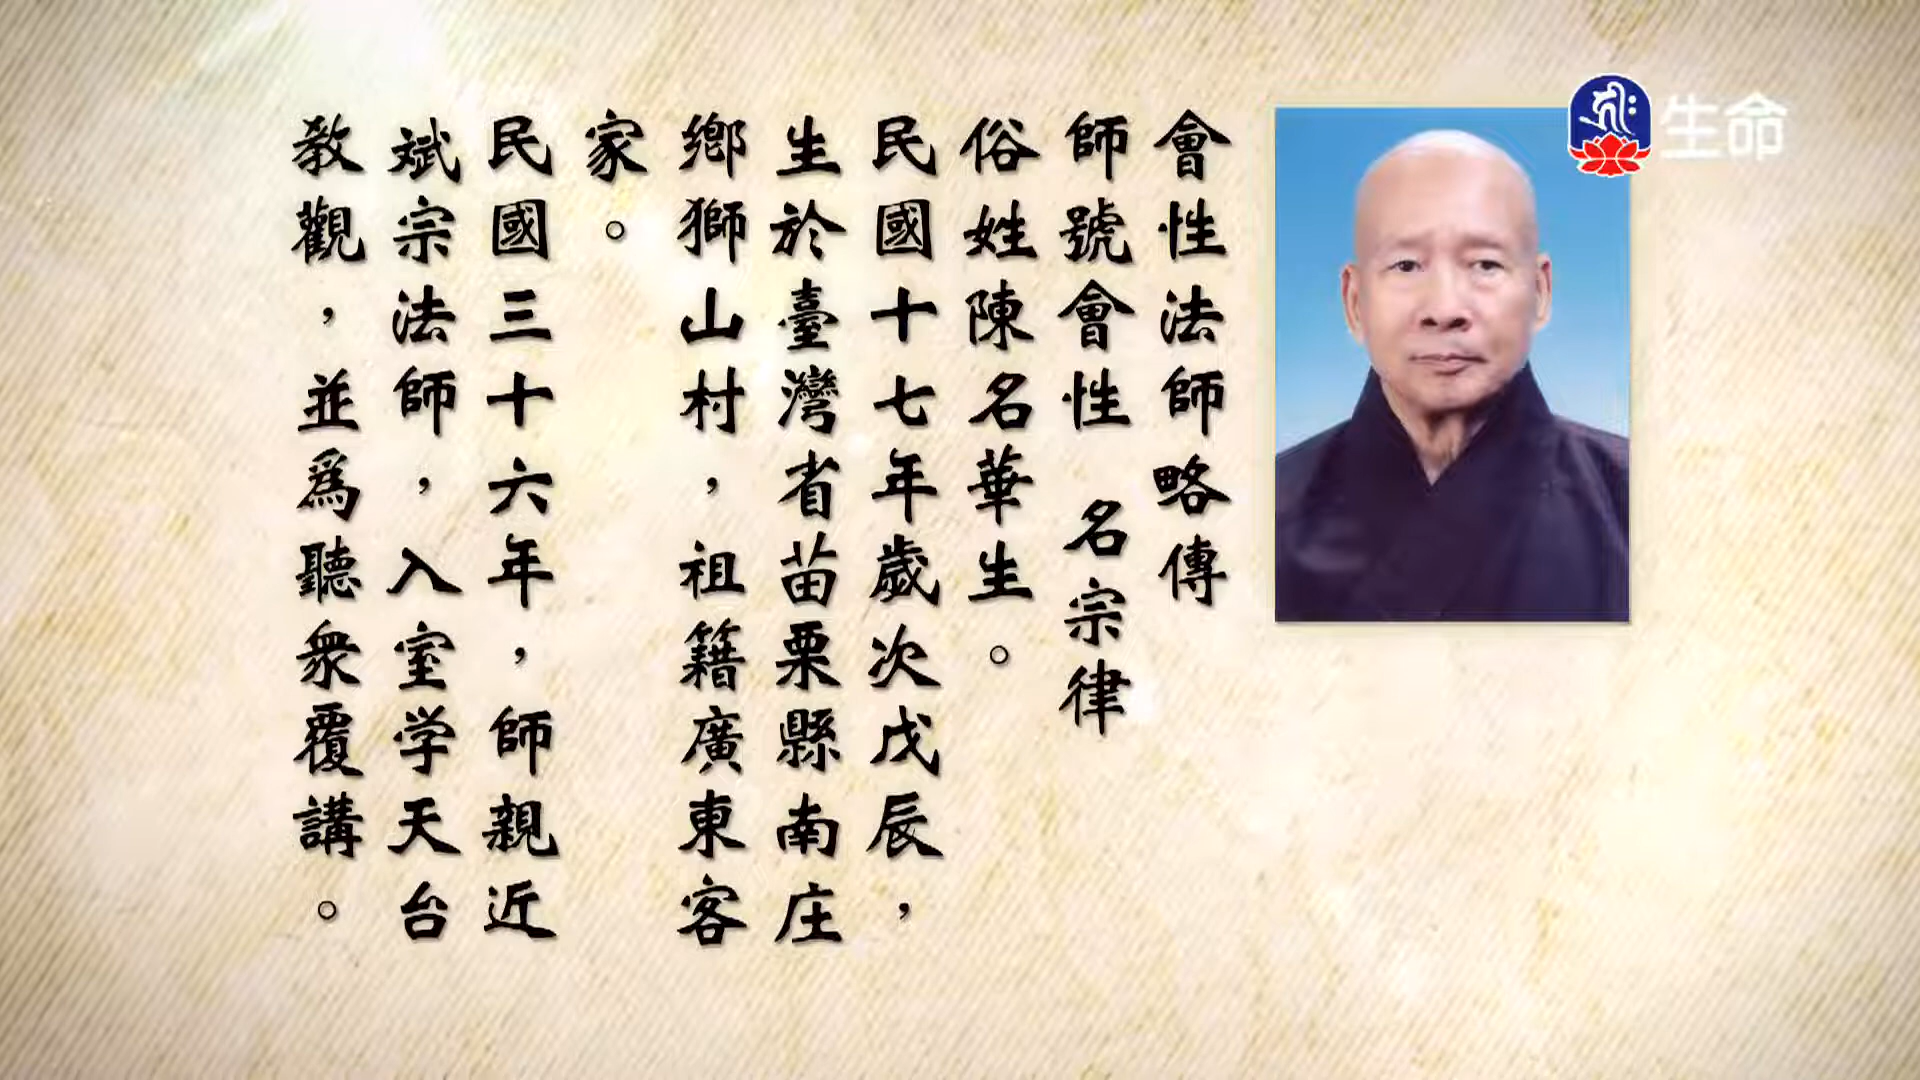 會性法師略傳
師號會性 名宗律
俗姓陳名華生。
民國十七年歲次戊辰，
生於臺灣省苗栗縣南庄
鄉獅山村，祖籍廣東客
家。
民國三十六年，師親近
斌宗法師，入室学天台
教觀，並爲聽衆覆講。
生命